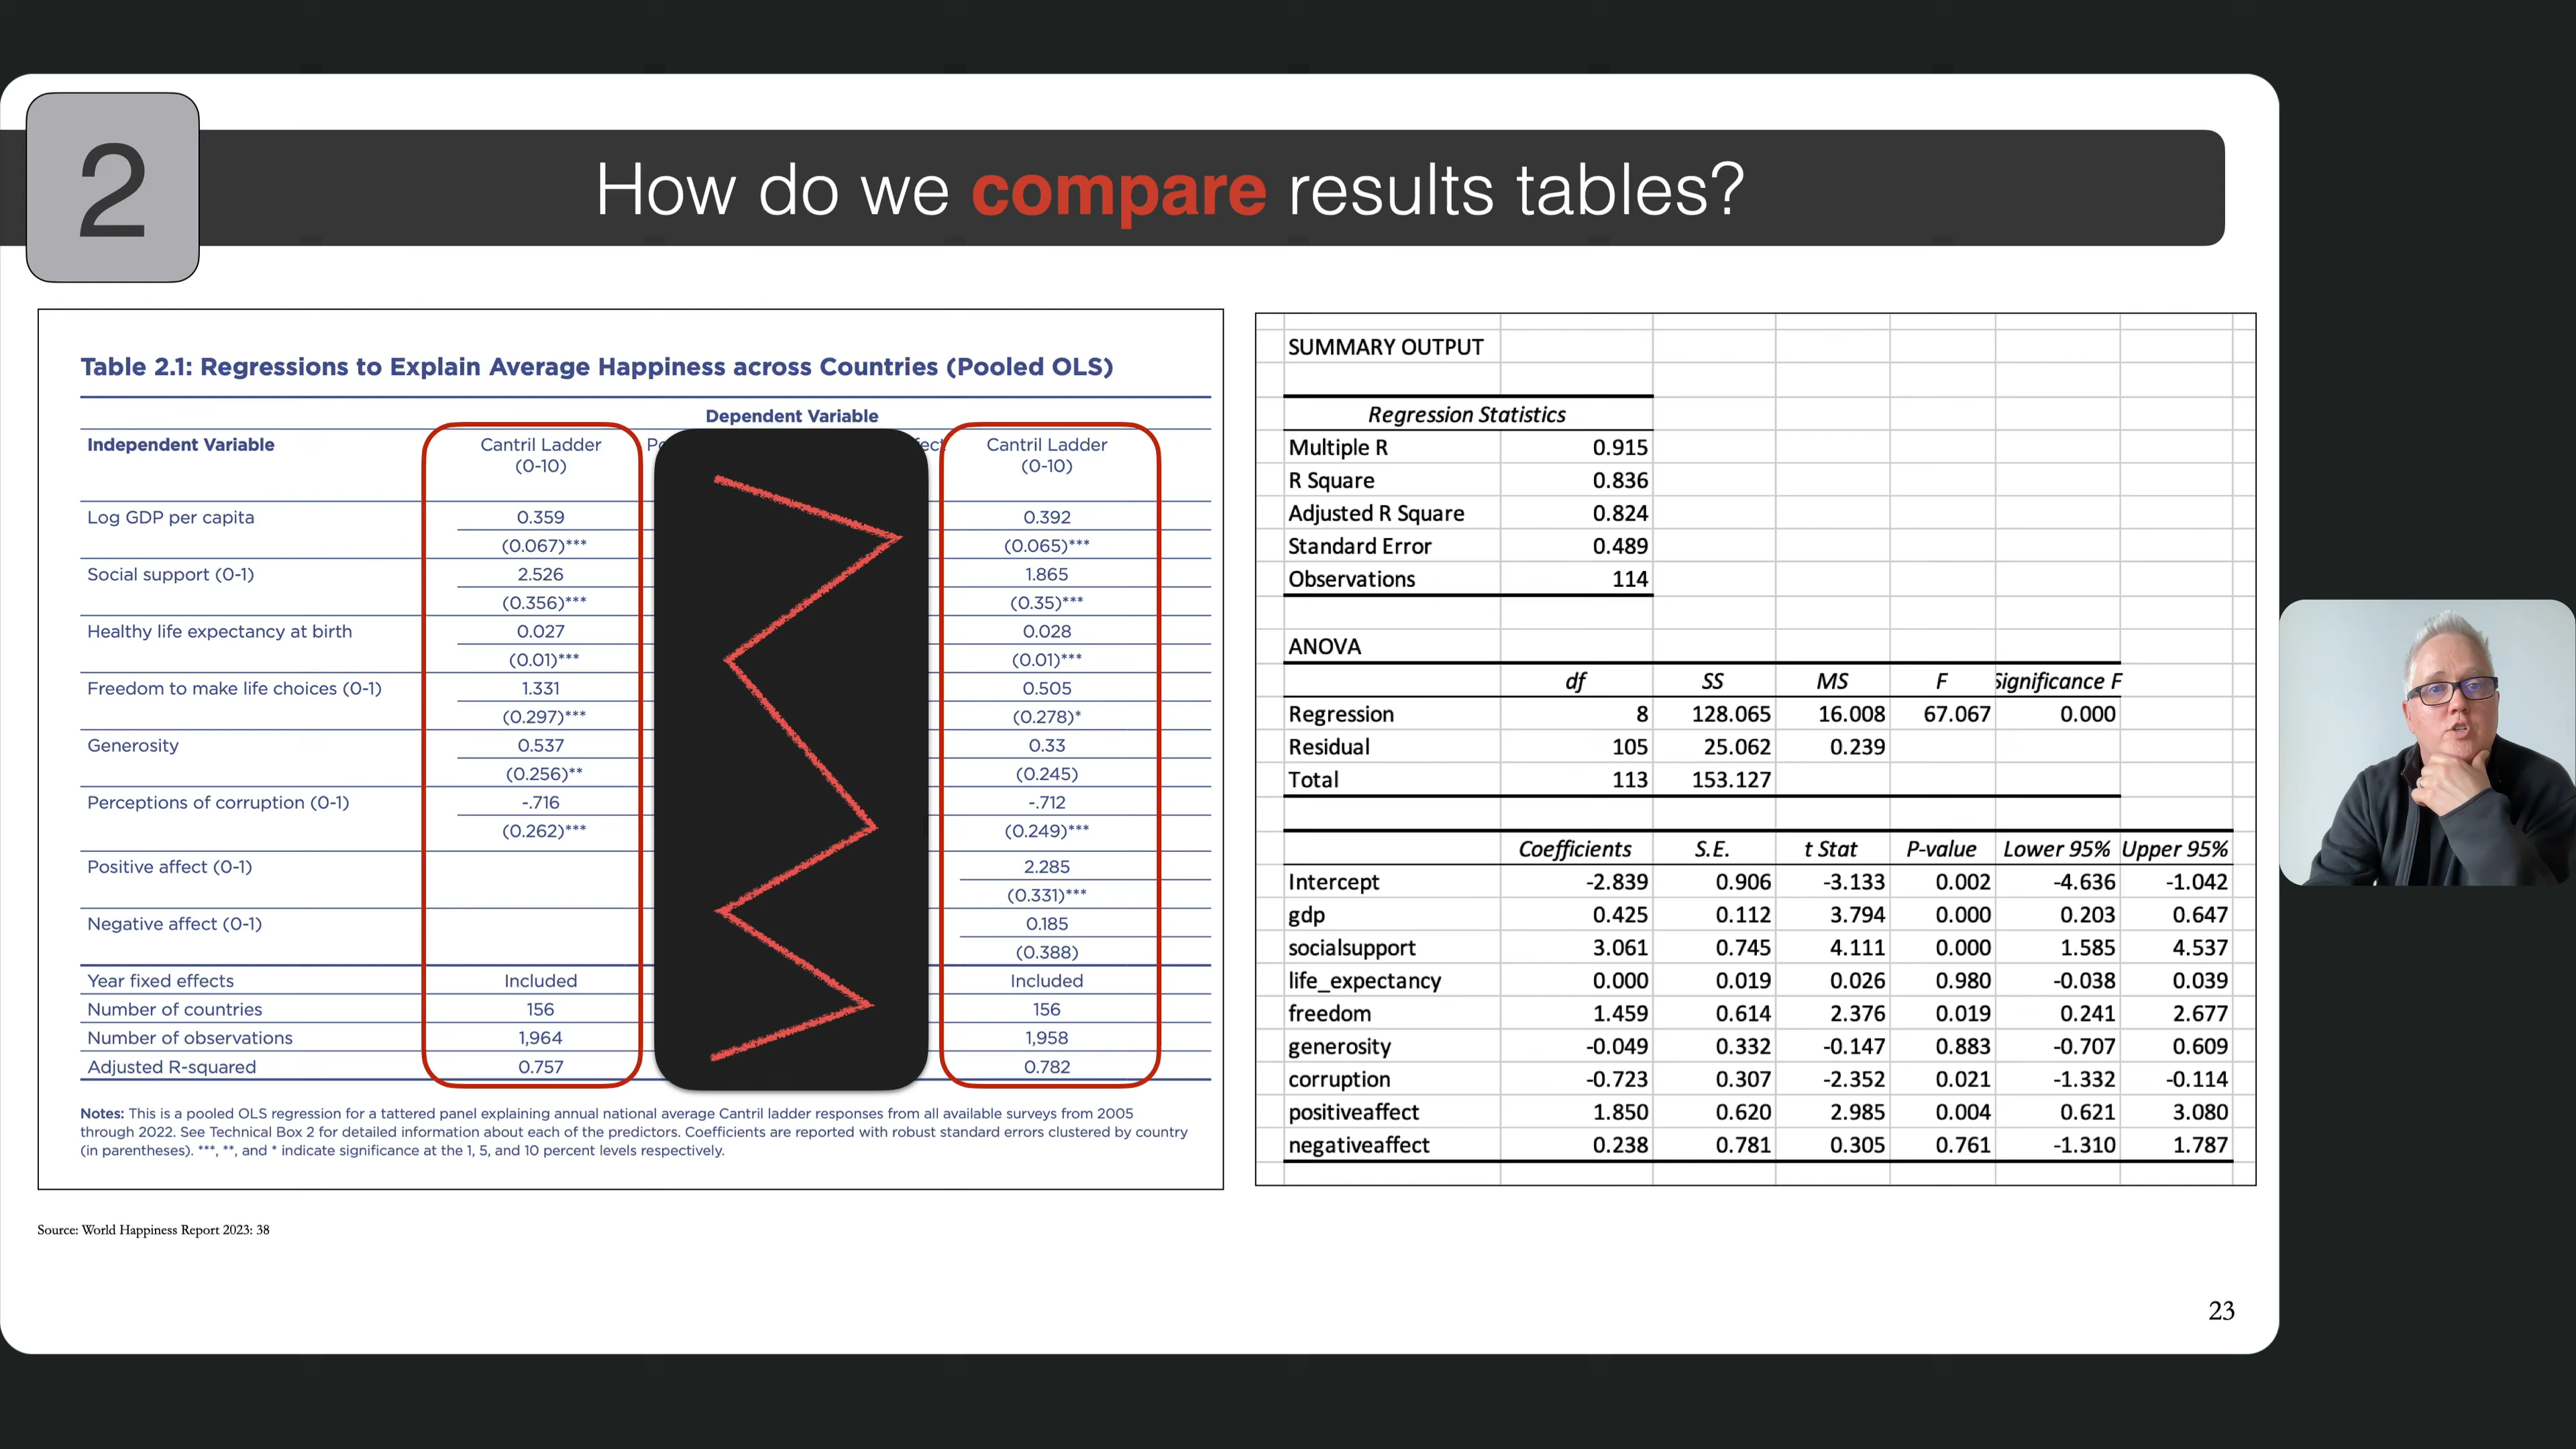 2
How do we compare results tables?
Table 2.1: Regressions to Explain Average Happiness across Countries (Pooled OLS)
Dependent Variable
Independent Variable Cantril Ladder (0-10) Cantril Ladder (0-10)
Log GDP per capita 0.359 0.392
(0.067)*** (0.065)***
Social support (0-1) 2.526 1.865
(0.356)*** (0.35)***
Healthy life expectancy at birth 0.027 0.028
(0.01)*** (0.01)***
Freedom to make life choices (0-1) 1.331 0.505
(0.297)*** (0.278)*
Generosity 0.537 0.33
(0.256)** (0.245)
Perceptions of corruption (0-1) -.716 -.712
(0.262)*** (0.249)***
Positive affect (0-1) 2.285
(0.331)***
Negative affect (0-1) 0.185
(0.388)
Year fixed effects Included Included
Number of countries 156 156
Number of observations 1,964 1,958
Adjusted R-squared 0.757 0.782
Notes: This is a pooled OLS regression for a tattered panel explaining annual national average Cantril ladder responses from all available surveys from 2005
through 2022. See Technical Box 2 for detailed information about each of the predictors. Coefficients are reported with robust standard errors clustered by country
(in parentheses). ***, **, and * indicate significance at the 1, 5, and 10 percent levels respectively.
Source: World Happiness Report 2023: 38
SUMMARY OUTPUT
Regression Statistics
Multiple R 0.915
R Square 0.836
Adjusted R Square 0.824
Standard Error 0.489
Observations 114
ANOVA
df SS MS F Significance F
Regression 8 128.065 16.008 67.067 0.000
Residual 105 25.062 0.239
Total 113 153.127
Coefficients S.E. t Stat P-value Lower 95% Upper 95%
Intercept -2.839 0.906 -3.133 0.002 -4.636 -1.042
gdp 0.425 0.112 3.794 0.000 0.203 0.647
socialsupport 3.061 0.745 4.111 0.000 1.585 4.537
life_expectancy 0.000 0.019 0.026 0.980 -0.038 0.039
freedom 1.459 0.614 2.376 0.019 0.241 2.677
generosity -0.049 0.332 -0.147 0.883 -0.707 0.609
corruption -0.723 0.307 -2.352 0.021 -1.332 -0.114
positiveaffect 1.850 0.620 2.985 0.004 0.621 3.080
negativeaffect 0.238 0.781 0.305 0.761 -1.310 1.787
23